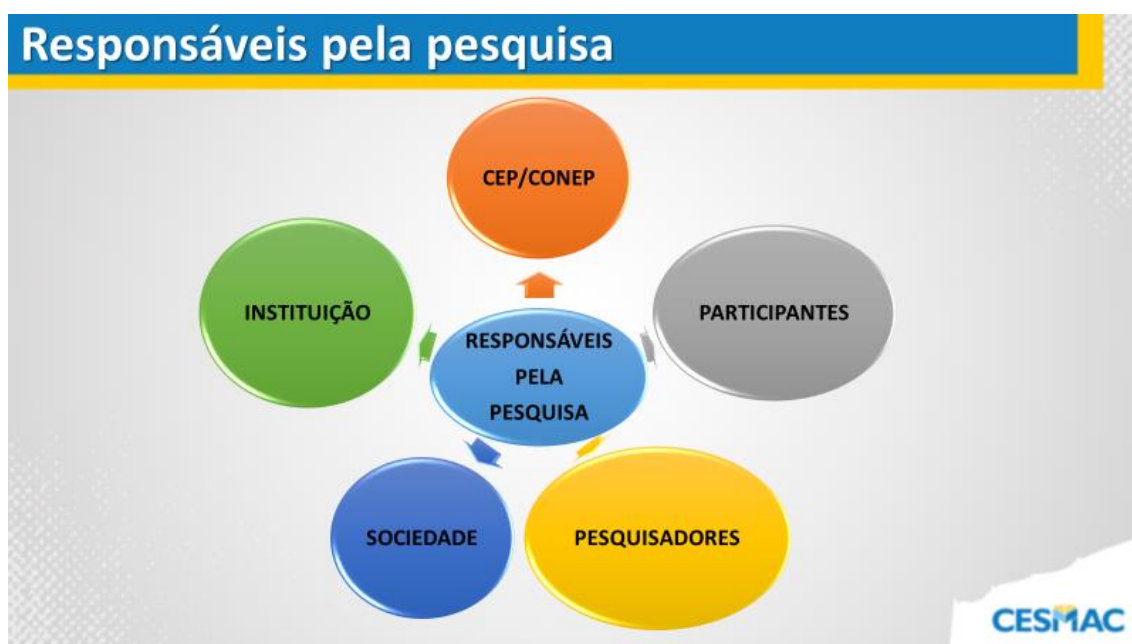 Responsáveis pela pesquisa
CEP/CONEP
INSTITUIÇÃO
PARTICIPANTES
RESPONSÁVEIS
PELA
PESQUISA
SOCIEDADE
PESQUISADORES
CESMAC